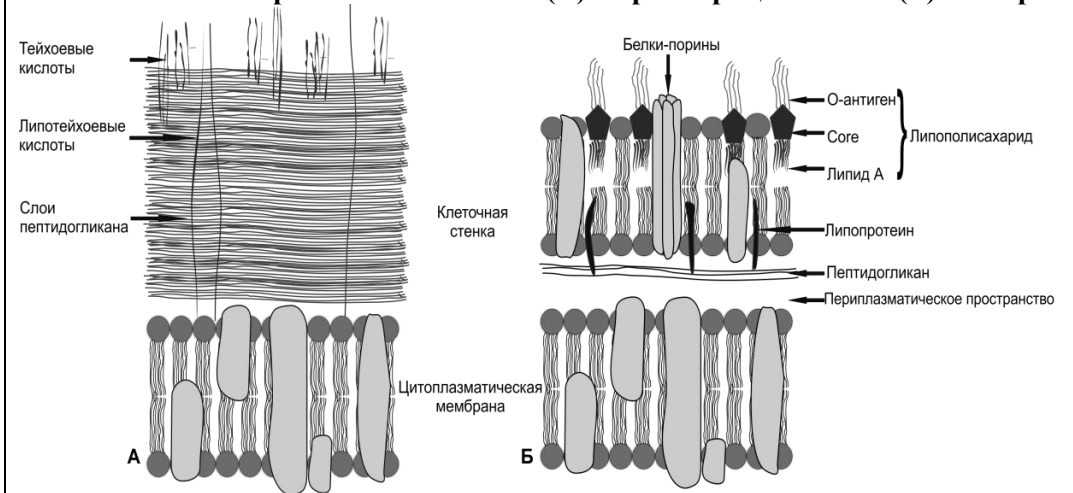 Тейхоевые
кислоты
Липотейхоевые
кислоты
Слои
пептидогликана
А
Клеточная
стенка
Цитоплазматическая
мембрана
Белки-порины
О-антиген
Core
Липид А
Липополисахарид
Липопротеин
Пептидогликан
Периплазматическое пространство
Б